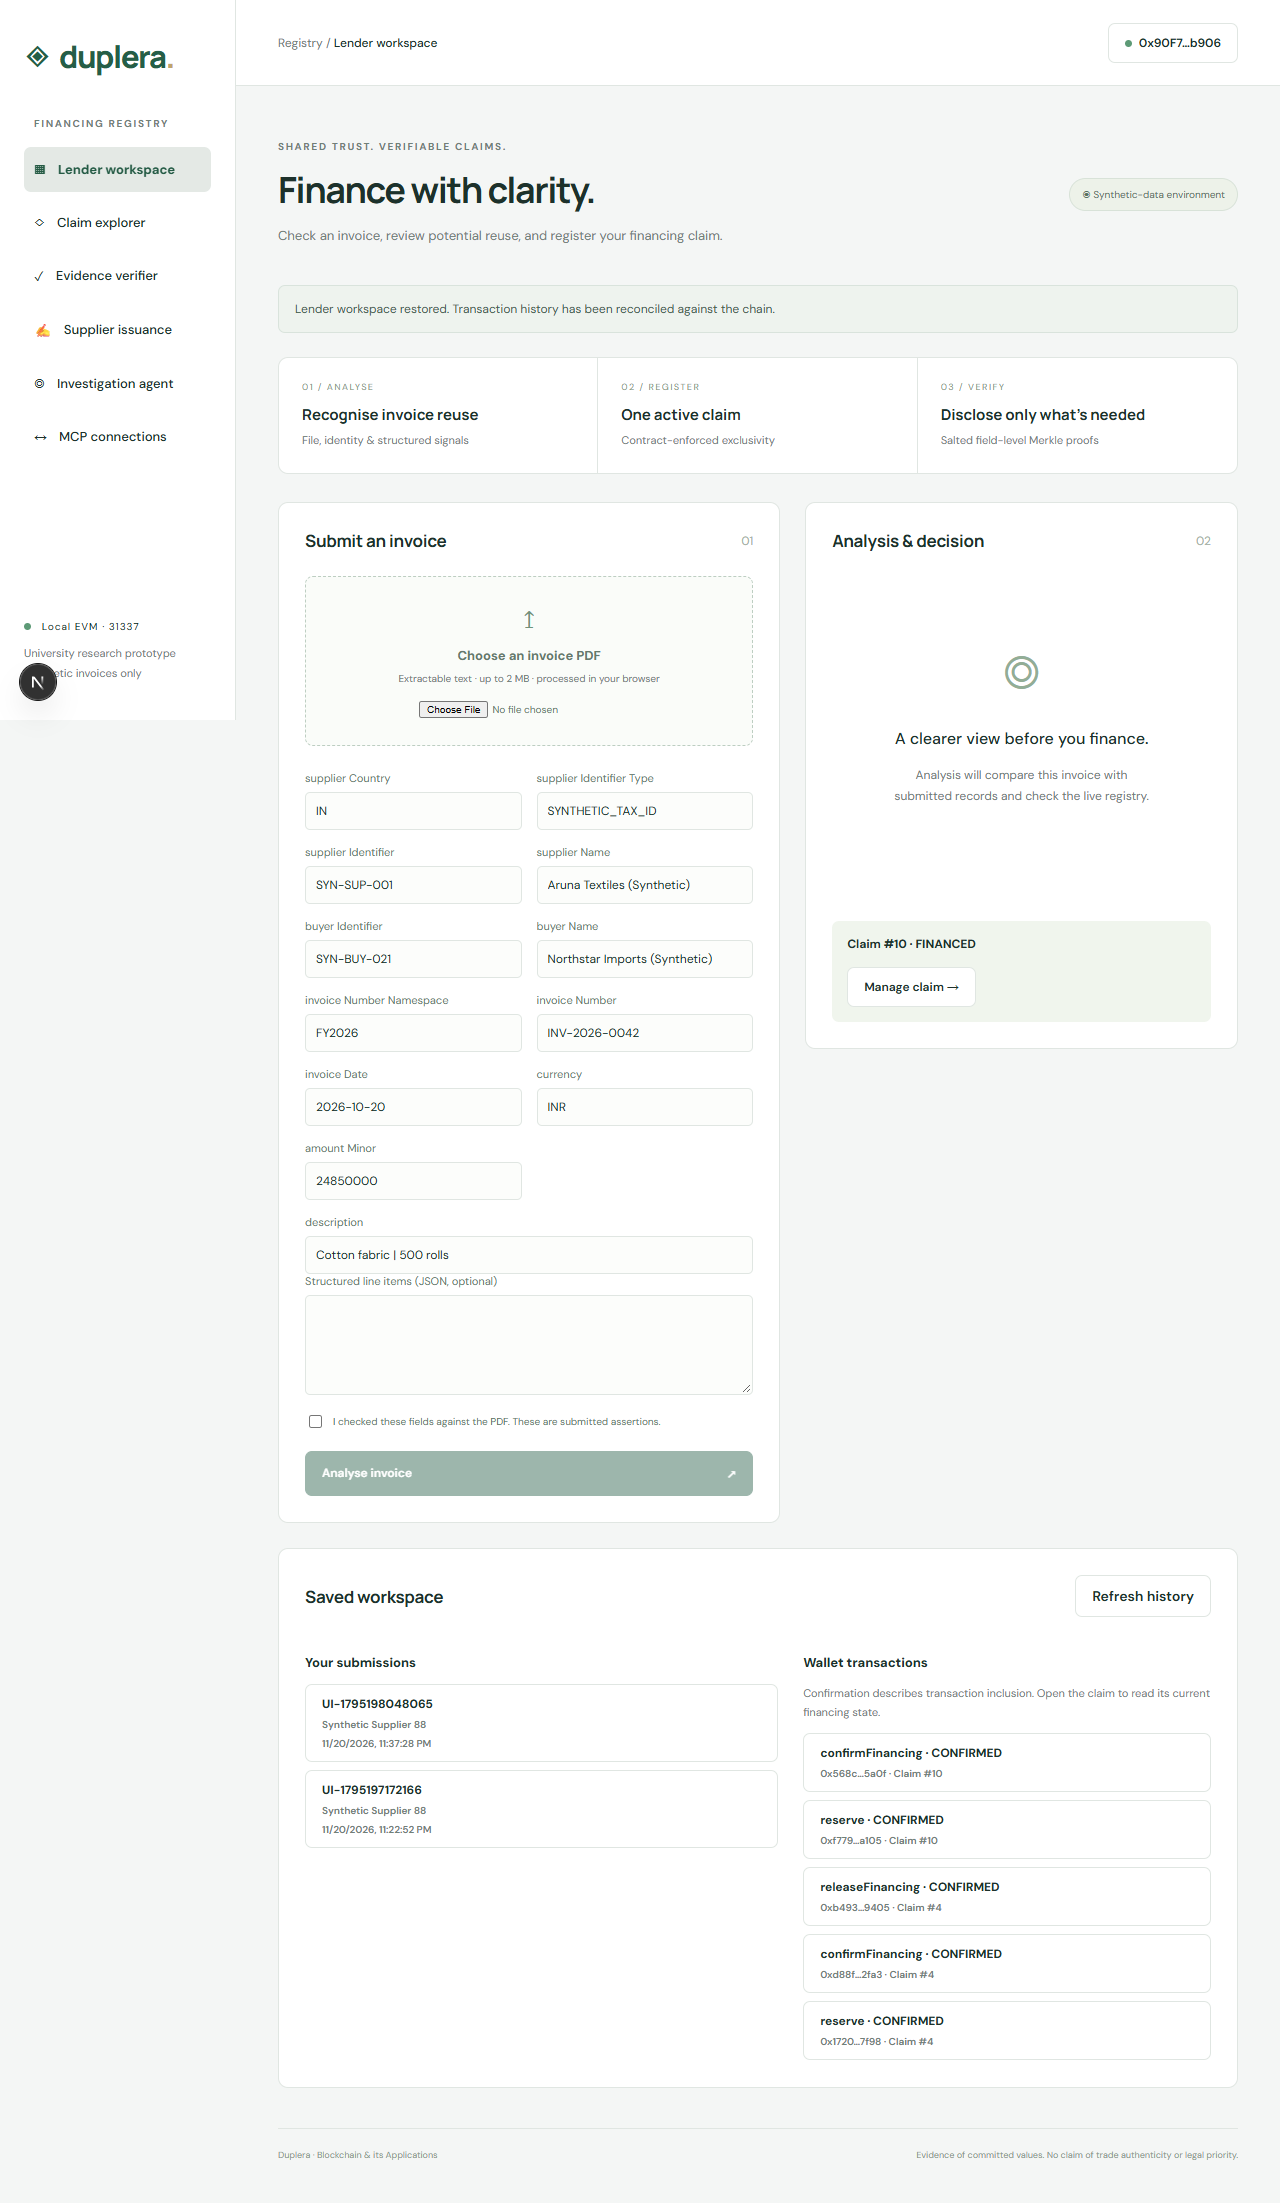 duplera.
FINANCING REGISTRY
Lender workspace
Claim explorer
Evidence verifier
Supplier issuance
Investigation agent
MCP connections
Local EVM · 31337
University research prototype
etic invoices only
N
Registry / Lender workspace
0x90F7…b906
SHARED TRUST. VERIFIABLE CLAIMS.
Finance with clarity.
Check an invoice, review potential reuse, and register your financing claim.
Synthetic-data environment
Lender workspace restored. Transaction history has been reconciled against the chain.
01 / ANALYSE
Recognise invoice reuse
File, identity & structured signals
02 / REGISTER
One active claim
Contract-enforced exclusivity
03 / VERIFY
Disclose only what's needed
Salted field-level Merkle proofs
Submit an invoice
01
Choose an invoice PDF
Extractable text · up to 2 MB · processed in your browser
Choose File No file chosen
supplier Country
IN
supplier Identifier Type
SYNTHETIC_TAX_ID
supplier Identifier
SYN-SUP-001
supplier Name
Aruna Textiles (Synthetic)
buyer Identifier
SYN-BUY-021
buyer Name
Northstar Imports (Synthetic)
invoice Number Namespace
FY2026
invoice Number
INV-2026-0042
invoice Date
2026-10-20
currency
INR
amount Minor
24850000
description
Cotton fabric | 500 rolls
Structured line items (JSON, optional)
I checked these fields against the PDF. These are submitted assertions.
Analyse invoice ↗
Analysis & decision
02
A clearer view before you finance.
Analysis will compare this invoice with
submitted records and check the live registry.
Claim #10 · FINANCED
Manage claim →
Saved workspace
Refresh history
Your submissions
UI-1795198048065
Synthetic Supplier 88
11/20/2026, 11:37:28 PM
UI-1795197172166
Synthetic Supplier 88
11/20/2026, 11:22:52 PM
Wallet transactions
Confirmation describes transaction inclusion. Open the claim to read its current
financing state.
confirmFinancing · CONFIRMED
0x568c…5a0f · Claim #10
reserve · CONFIRMED
0xf779…a105 · Claim #10
releaseFinancing · CONFIRMED
0xb493…9405 · Claim #4
confirmFinancing · CONFIRMED
0xd88f…2fa3 · Claim #4
reserve · CONFIRMED
0x1720…7f98 · Claim #4
Duplera · Blockchain & its Applications
Evidence of committed values. No claim of trade authenticity or legal priority.